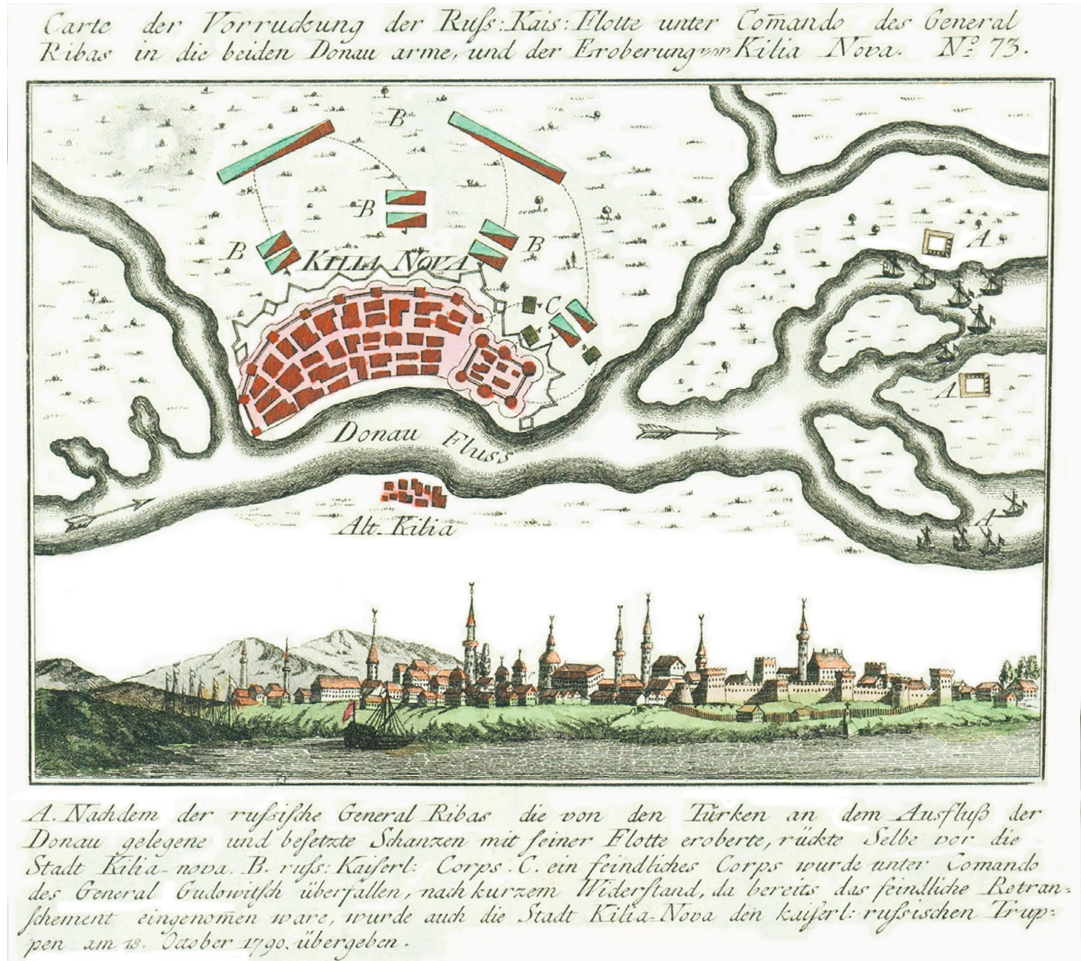 Carte der Vorruckung der Ruſs: Kais: Flotte unter Com̄ando des General
Ribas in die beiden Donau arme, und der Eroberung von Kilia Nova. Nº 73.
B
B
B
B
A
KILIA NOVA
C
A
Donau Fluss
A
Alt-Kilia
A. Nachdem der ruſsiſche General Ribas die von den Türken an dem Ausfluß der
Donau gelegene und beſetzte Schanzen mit ſeiner Flotte eroberte, rückte Selbe vor die
Stadt Kilia-nova. B. ruſs: Kaiſerl: Corps. C. ein feindliches Corps wurde unter Comando
des General Gudowitſch überfallen, nach kurzem Widerſtand, da bereits das feindliche Rotran-
ſchement eingenom̄en ware, wurde auch die Stadt Kilia-Nova den kaiſerl: ruſsischen Trup-
pen am 18. October 1790. übergeben.